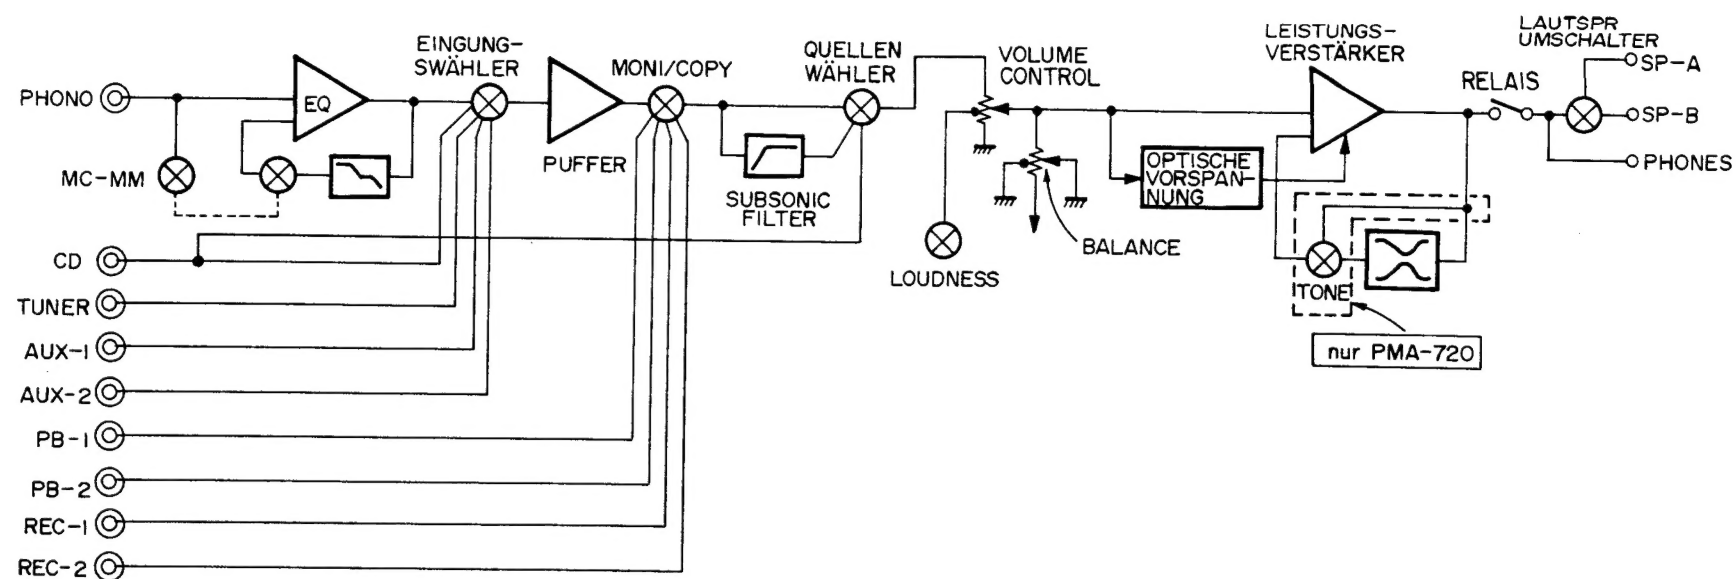 PHONO
EQ
MC-MM
EINGUNG-
SWÄHLER
PUFFER
MONI/COPY
SUBSONIC
FILTER
QUELLEN
WÄHLER
VOLUME
CONTROL
LOUDNESS
BALANCE
OPTISCHE
VORSPAN-
NUNG
LEISTUNGS-
VERSTÄRKER
TONE
nur PMA-720
RELAIS
LAUTSPR
UMSCHALTER
SP-A
SP-B
PHONES
CD
TUNER
AUX-1
AUX-2
PB-1
PB-2
REC-1
REC-2